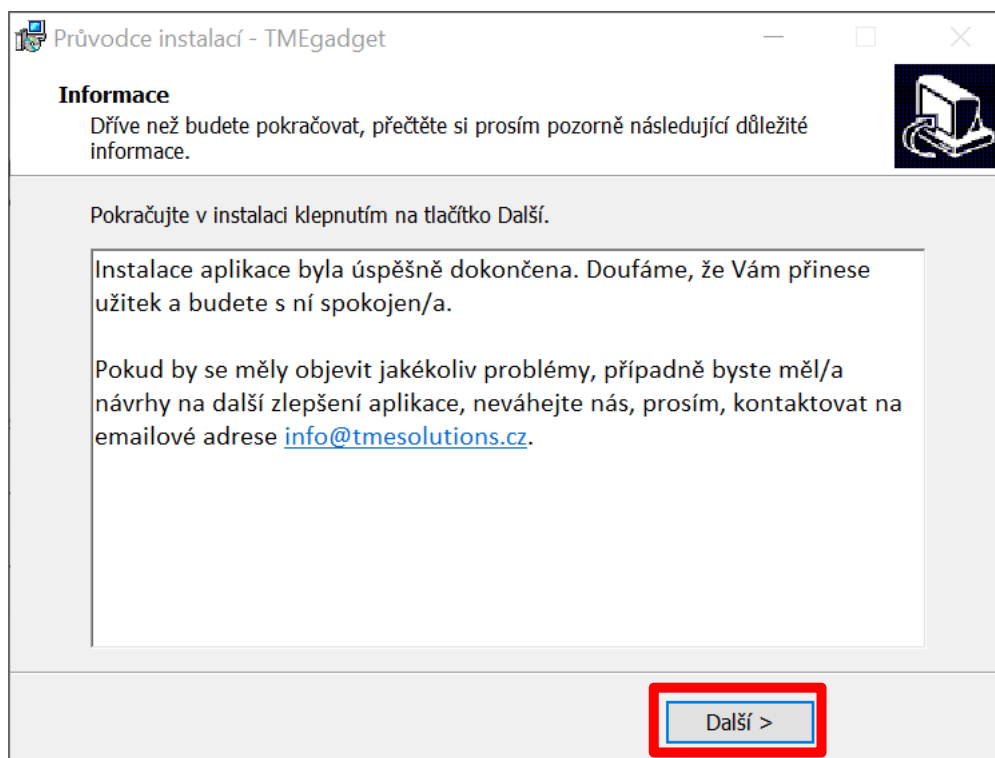 Průvodce instalací - TMEgadget
Informace
Dříve než budete pokračovat, přečtěte si prosím pozorně následující důležité
informace.
Pokračujte v instalaci klepnutím na tlačítko Další.
Instalace aplikace byla úspěšně dokončena. Doufáme, že Vám přinese
užitek a budete s ní spokojen/a.
Pokud by se měly objevit jakékoliv problémy, případně byste měl/a
návrhy na další zlepšení aplikace, neváhejte nás, prosím, kontaktovat na
emailové adrese info@tmesolutions.cz.
Další >